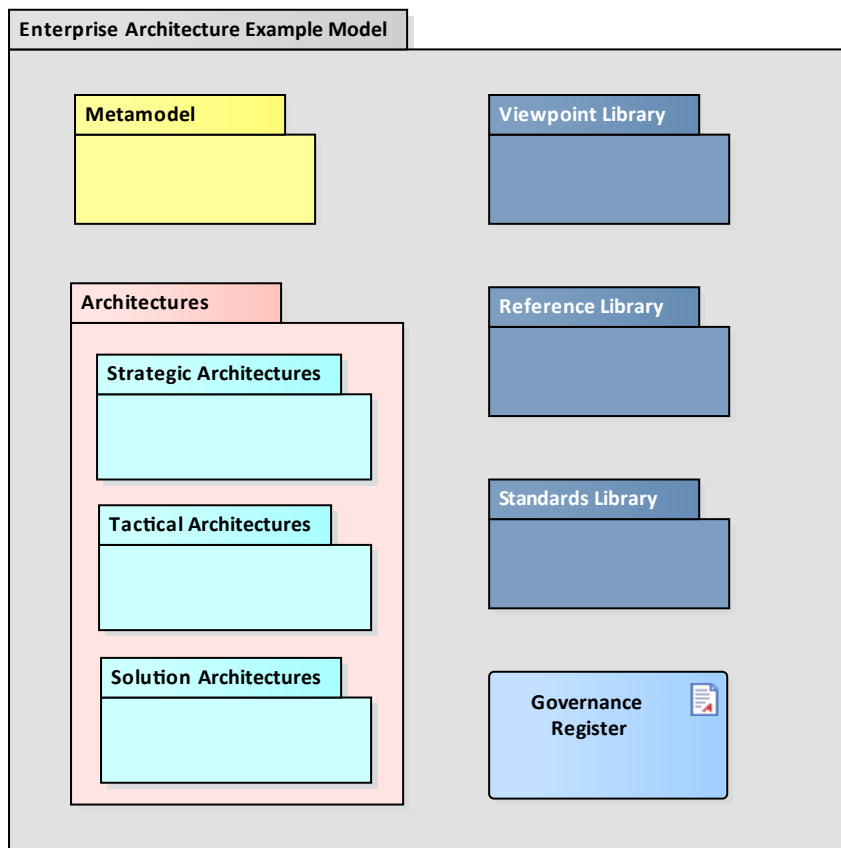 Enterprise Architecture Example Model
Metamodel
Viewpoint Library
Architectures
Reference Library
Strategic Architectures
Standards Library
Tactical Architectures
Solution Architectures
Governance
Register